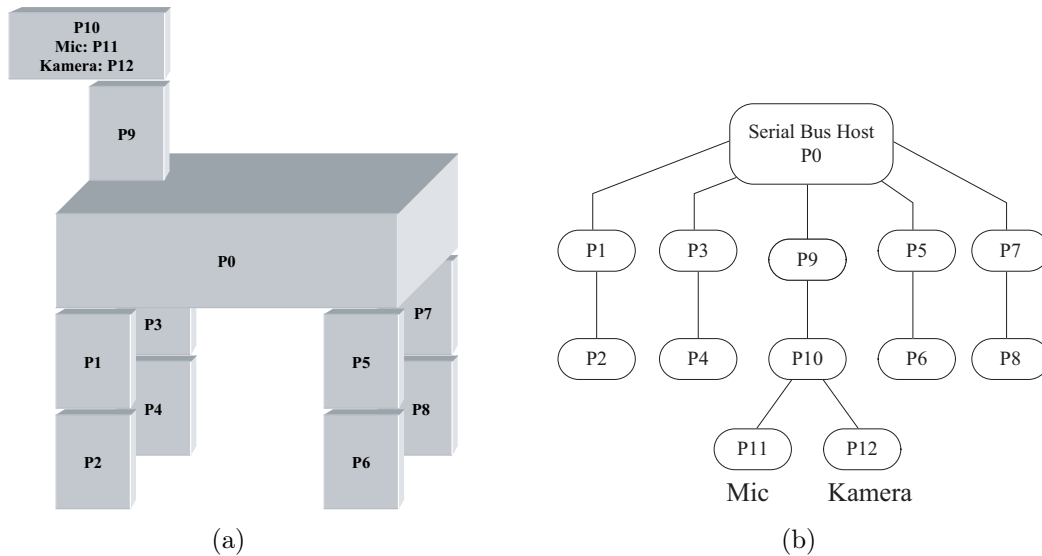 P10
Mic: P11
Kamera: P12
P9
P0
P3
P7
P1
P5
P4
P8
P2
P6
(a)
Serial Bus Host
P0
P1
P3
P9
P5
P7
P2
P4
P10
P6
P8
P11
P12
Mic
Kamera
(b)